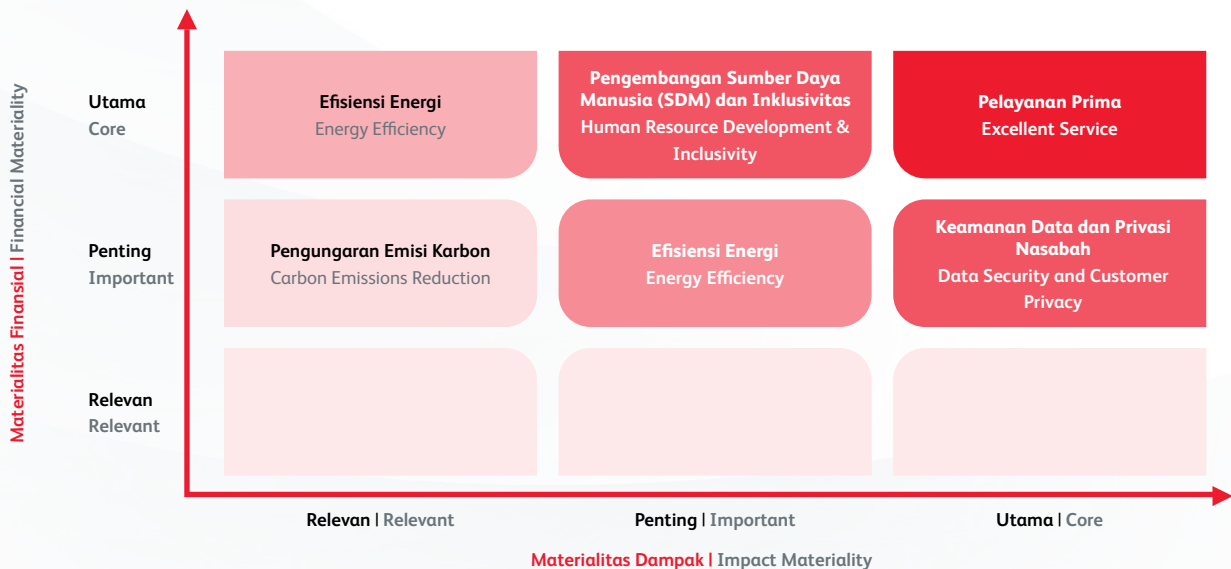 Materialitas Finansial | Financial Materiality
Utama
Core
Efisiensi Energi
Energy Efficiency
Pengembangan Sumber Daya
Manusia (SDM) dan Inklusivitas
Human Resource Development &
Inclusivity
Pelayanan Prima
Excellent Service
Penting
Important
Pengungaran Emisi Karbon
Carbon Emissions Reduction
Efisiensi Energi
Energy Efficiency
Keamanan Data dan Privasi
Nasabah
Data Security and Customer
Privacy
Relevan
Relevant
Relevan | Relevant
Penting | Important
Utama | Core
Materialitas Dampak | Impact Materiality